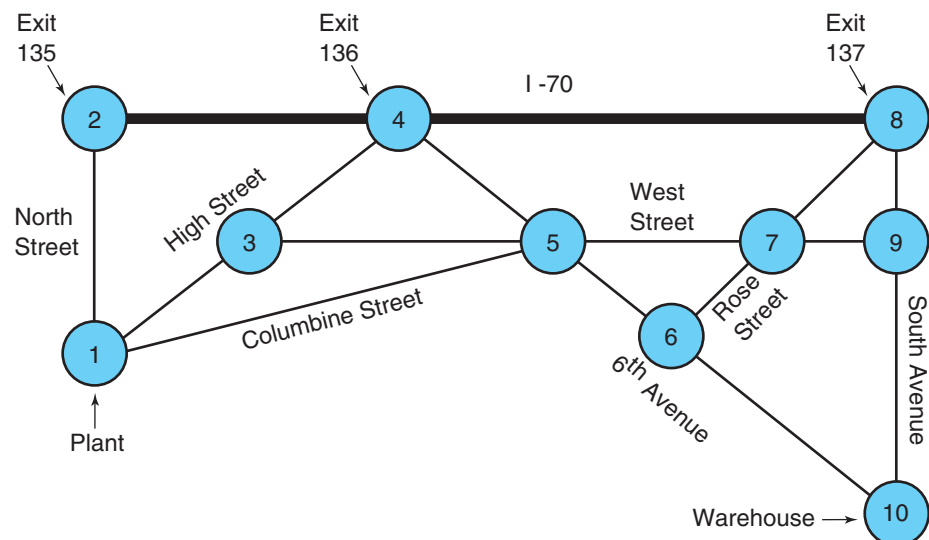 Exit
135
Exit
136
Exit
137
I -70
2
4
8
North
Street
High Street
West
Street
3
5
7
9
Columbine Street
Rose
Street
1
6
6th Avenue
South Avenue
Plant
Warehouse
10